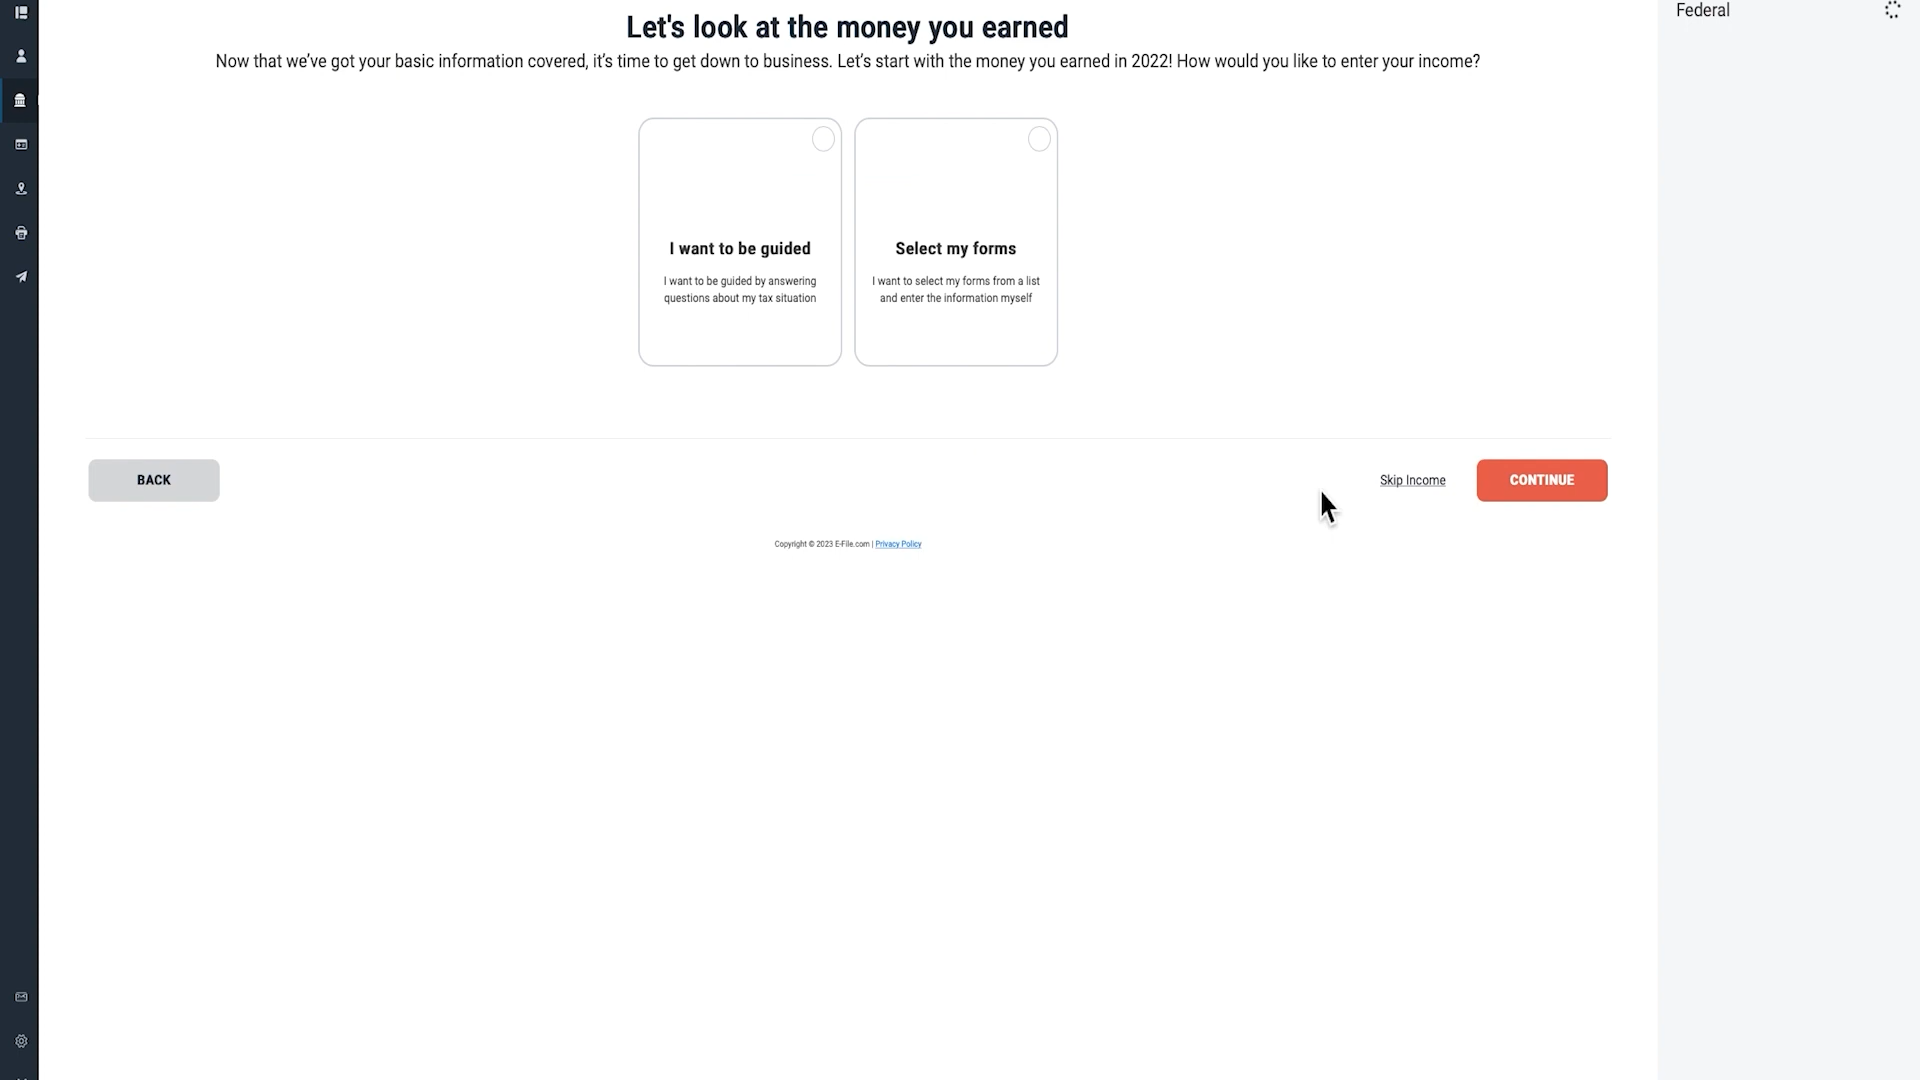 Let's look at the money you earned
Federal
Now that we've got your basic information covered, it's time to get down to business. Let's start with the money you earned in 2022! How would you like to enter your income?
I want to be guided
I want to be guided by answering
questions about my tax situation
Select my forms
I want to select my forms from a list
and enter the information myself
BACK
Skip Income
CONTINUE
Copyright © 2023 E-File.com | Privacy Policy